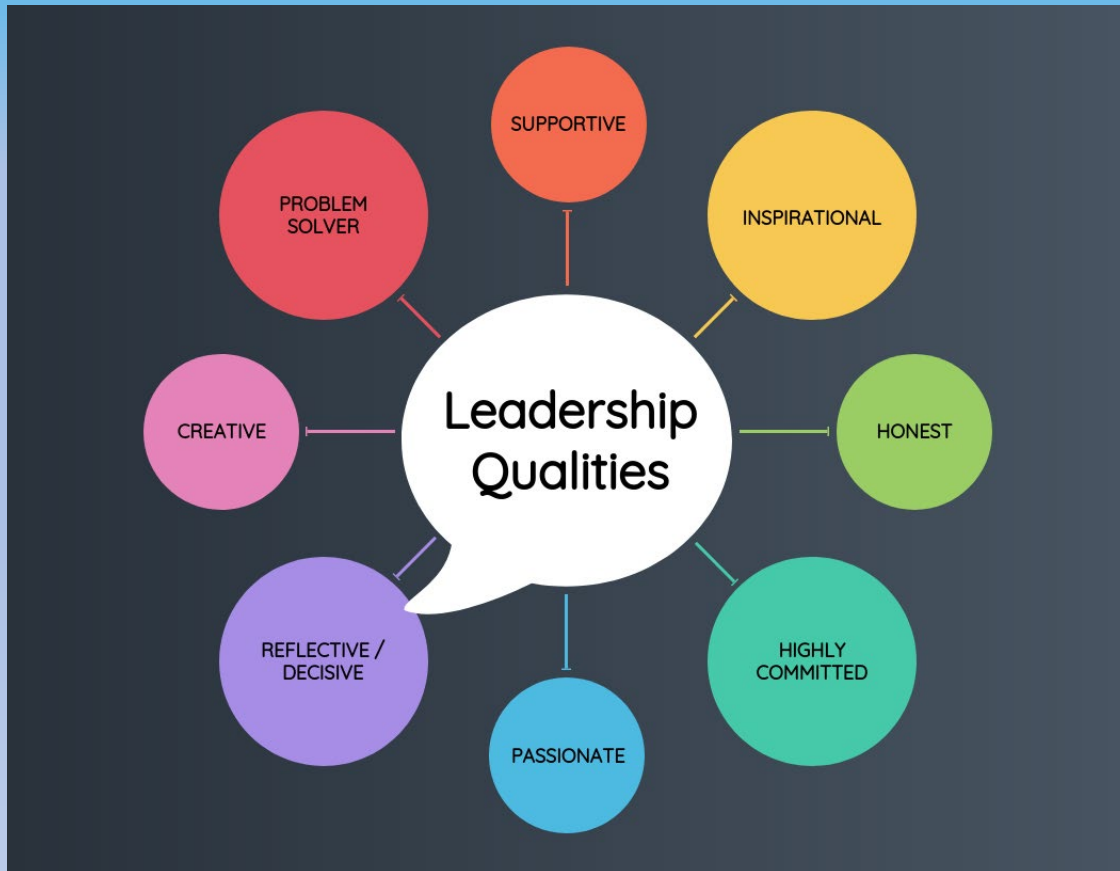 SUPPORTIVE
PROBLEM
SOLVER
INSPIRATIONAL
Leadership
Qualities
CREATIVE
HONEST
REFLECTIVE /
DECISIVE
HIGHLY
COMMITTED
PASSIONATE